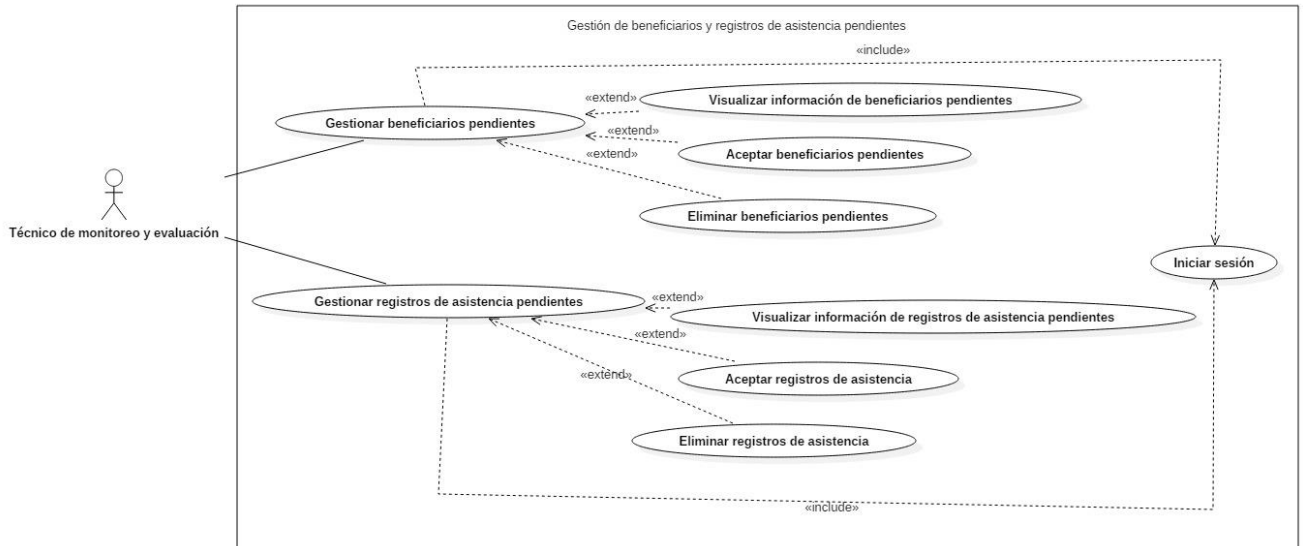 Gestión de beneficiarios y registros de asistencia pendientes
«include»
«extend»
Visualizar información de beneficiarios pendientes
Gestionar beneficiarios pendientes
«extend»
Aceptar beneficiarios pendientes
«extend»
Eliminar beneficiarios pendientes
Técnico de monitoreo y evaluación
Iniciar sesión
Gestionar registros de asistencia pendientes
«extend»
Visualizar información de registros de asistencia pendientes
«extend»
Aceptar registros de asistencia
«extend»
Eliminar registros de asistencia
«include»